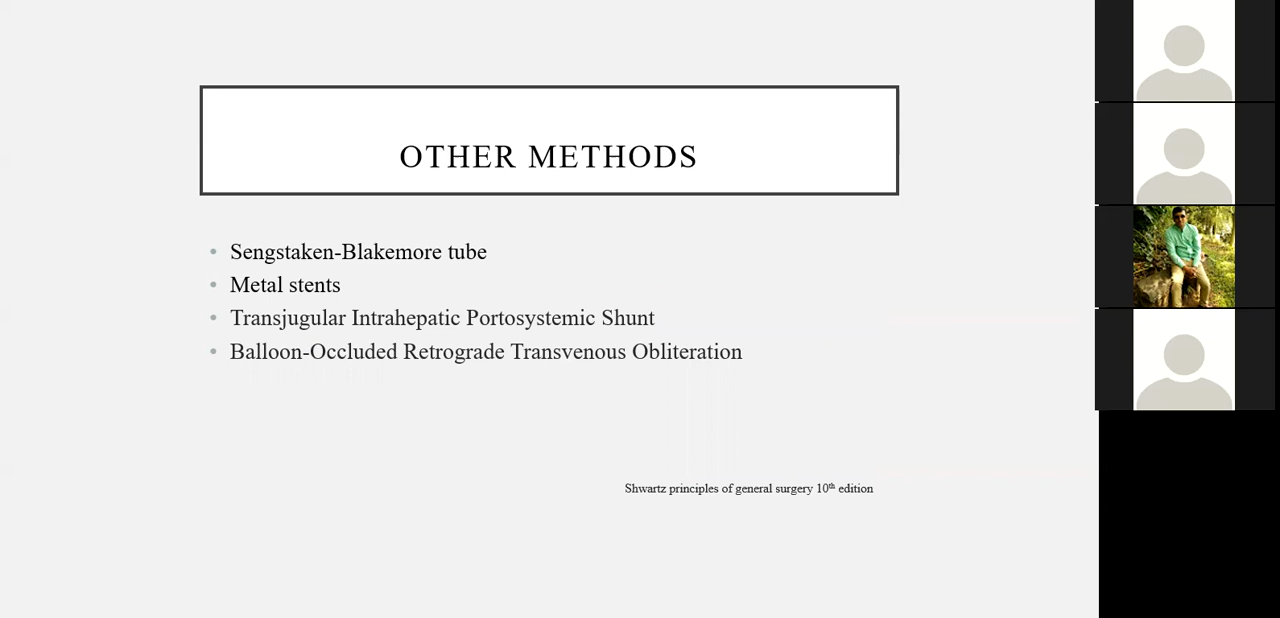 OTHER METHODS
• Sengstaken-Blakemore tube
• Metal stents
• Transjugular Intrahepatic Portosystemic Shunt
• Balloon-Occluded Retrograde Transvenous Obliteration
Shwartz principles of general surgery 10th edition